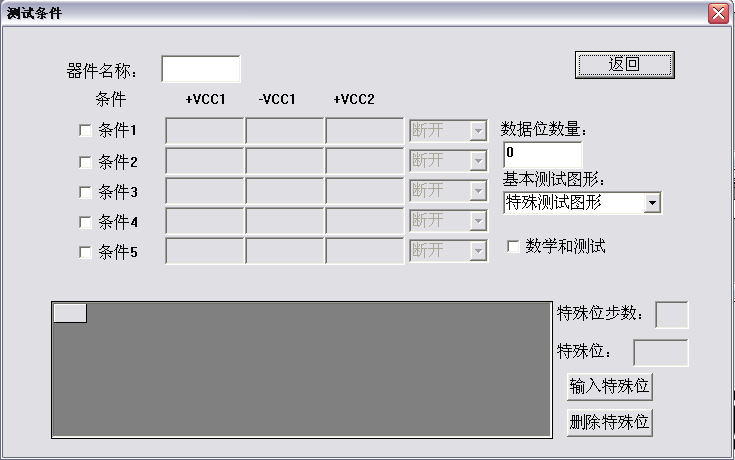 测试条件
器件名称： 返回
条件 +VCC1 -VCC1 +VCC2
条件1 断开 数据位数量：
0
条件2 断开
基本测试图形：
条件3 断开 特殊测试图形
条件4 断开
条件5 断开 数学和测试
特殊位步数：
特殊位：
输入特殊位
删除特殊位